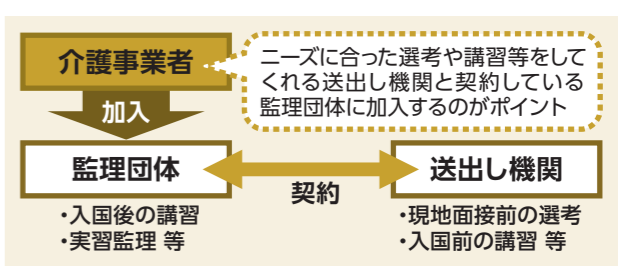 介護事業者
ニーズに合った選考や講習等をして
くれる送出し機関と契約している
監理団体に加入するのがポイント
加入
監理団体
契約
送出し機関
・入国後の講習
・実習監理 等
・現地面接前の選考
・入国前の講習 等